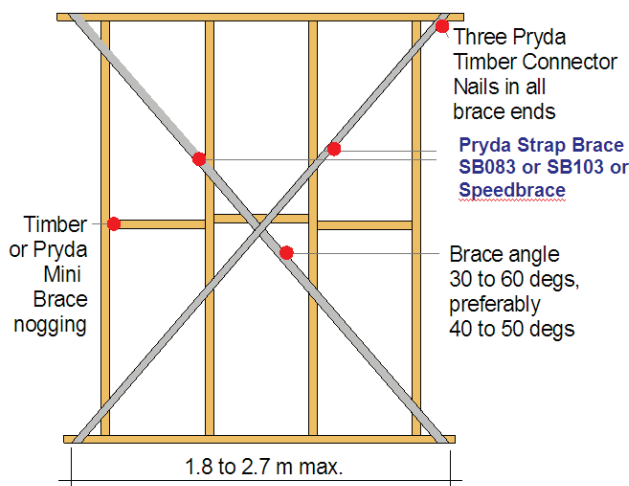 Three Pryda
Timber Connector
Nails in all
brace ends
Pryda Strap Brace
SB083 or SB103 or
Speedbrace
Timber
or Pryda
Mini
Brace
nogging
Brace angle
30 to 60 degs,
preferably
40 to 50 degs
1.8 to 2.7 m max.